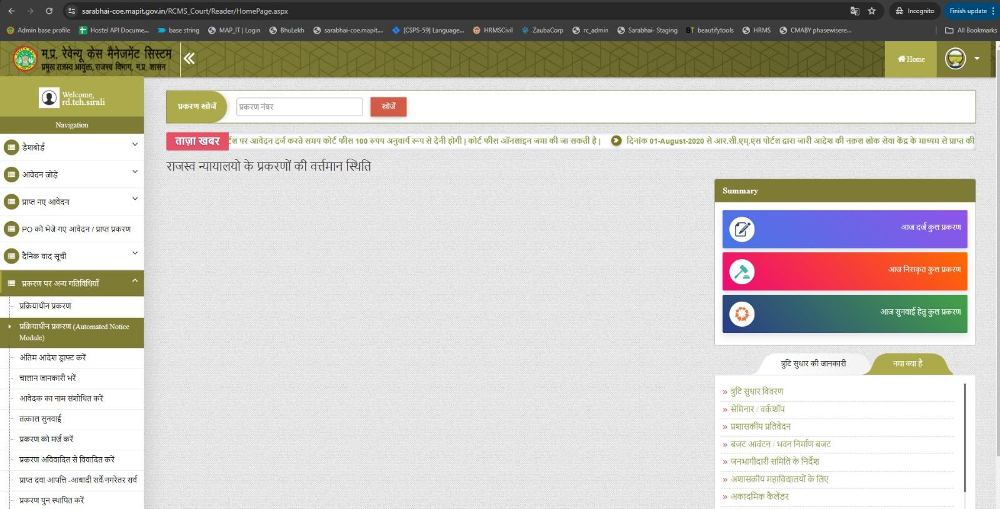 sarabhai-coe.mapit.gov.in/RCMS_Court/Reader/HomePage.aspx
Incognito
Finish update
Admin base profile
Hostel API Docume...
base string
MAP_IT | Login
BhuLekh
sarabhai-coe.mapit....
[CSPS-59] Language...
HRMSCivil
ZaubaCorp
rc_admin
Sarabhai- Staging
BT beautifytools
HRMS
CMABY phasewisere...
All Bookmarks
म.प्र. रेवेन्यू केस मैनेजमेंट सिस्टम
प्रमुख राजस्व आयुक्त, राजस्व विभाग, म.प्र. शासन
Home
Welcome,
rd.teh.sirali
Navigation
डैशबोर्ड
आवेदन जोड़े
प्राप्त नए आवेदन
PO को भेजे गए आवेदन / प्राप्त प्रकरण
दैनिक वाद सूची
प्रकरण पर अन्य गतिविधियाँ
प्रक्रियाधीन प्रकरण
प्रक्रियाधीन प्रकरण (Automated Notice
Module)
अंतिम आदेश ड्राफ्ट करें
चालान जानकारी भरें
आवेदक का नाम संशोधित करें
तत्काल सुनवाई
प्रकरण को मर्ज करें
प्रकरण अविवादित से विवादित करें
प्राप्त दवा आपत्ति -आबादी सर्वे/नगरेतर सर्व
प्रकरण पुन:स्थापित करें
प्रकरण खोजें
प्रकरण नंबर
खोजें
ताज़ा खबर
र्टल पर आवेदन दर्ज करते समय कोर्ट फीस 100 रुपय अनुवार्य रूप से देनी होगी | कोर्ट फीस ऑनलाइन जमा की जा सकती है |
दिनांक 01-August-2020 से आर.सी.एम्.एस पोर्टल द्वारा जारी आदेश की नक़ल लोक सेवा केंद्र के माध्यम से प्राप्त की
राजस्व न्यायालयो के प्रकरणों की वर्त्तमान स्थिति
Summary
आज दर्ज कुल प्रकरण
आज निराकृत कुल प्रकरण
आज सुनवाई हेतु कुल प्रकरण
त्रुटि सुधार की जानकारी
नया क्या है
» त्रुटि सुधार विवरण
» सेमिनार / वर्कशॉप
» प्रशासकीय प्रतिवेदन
» बजट आवंटन / भवन निर्माण बजट
» जनभागीदारी समिति के निर्देश
» अशासकीय महाविद्यालयों के लिए
» अकादमिक कैलेंडर